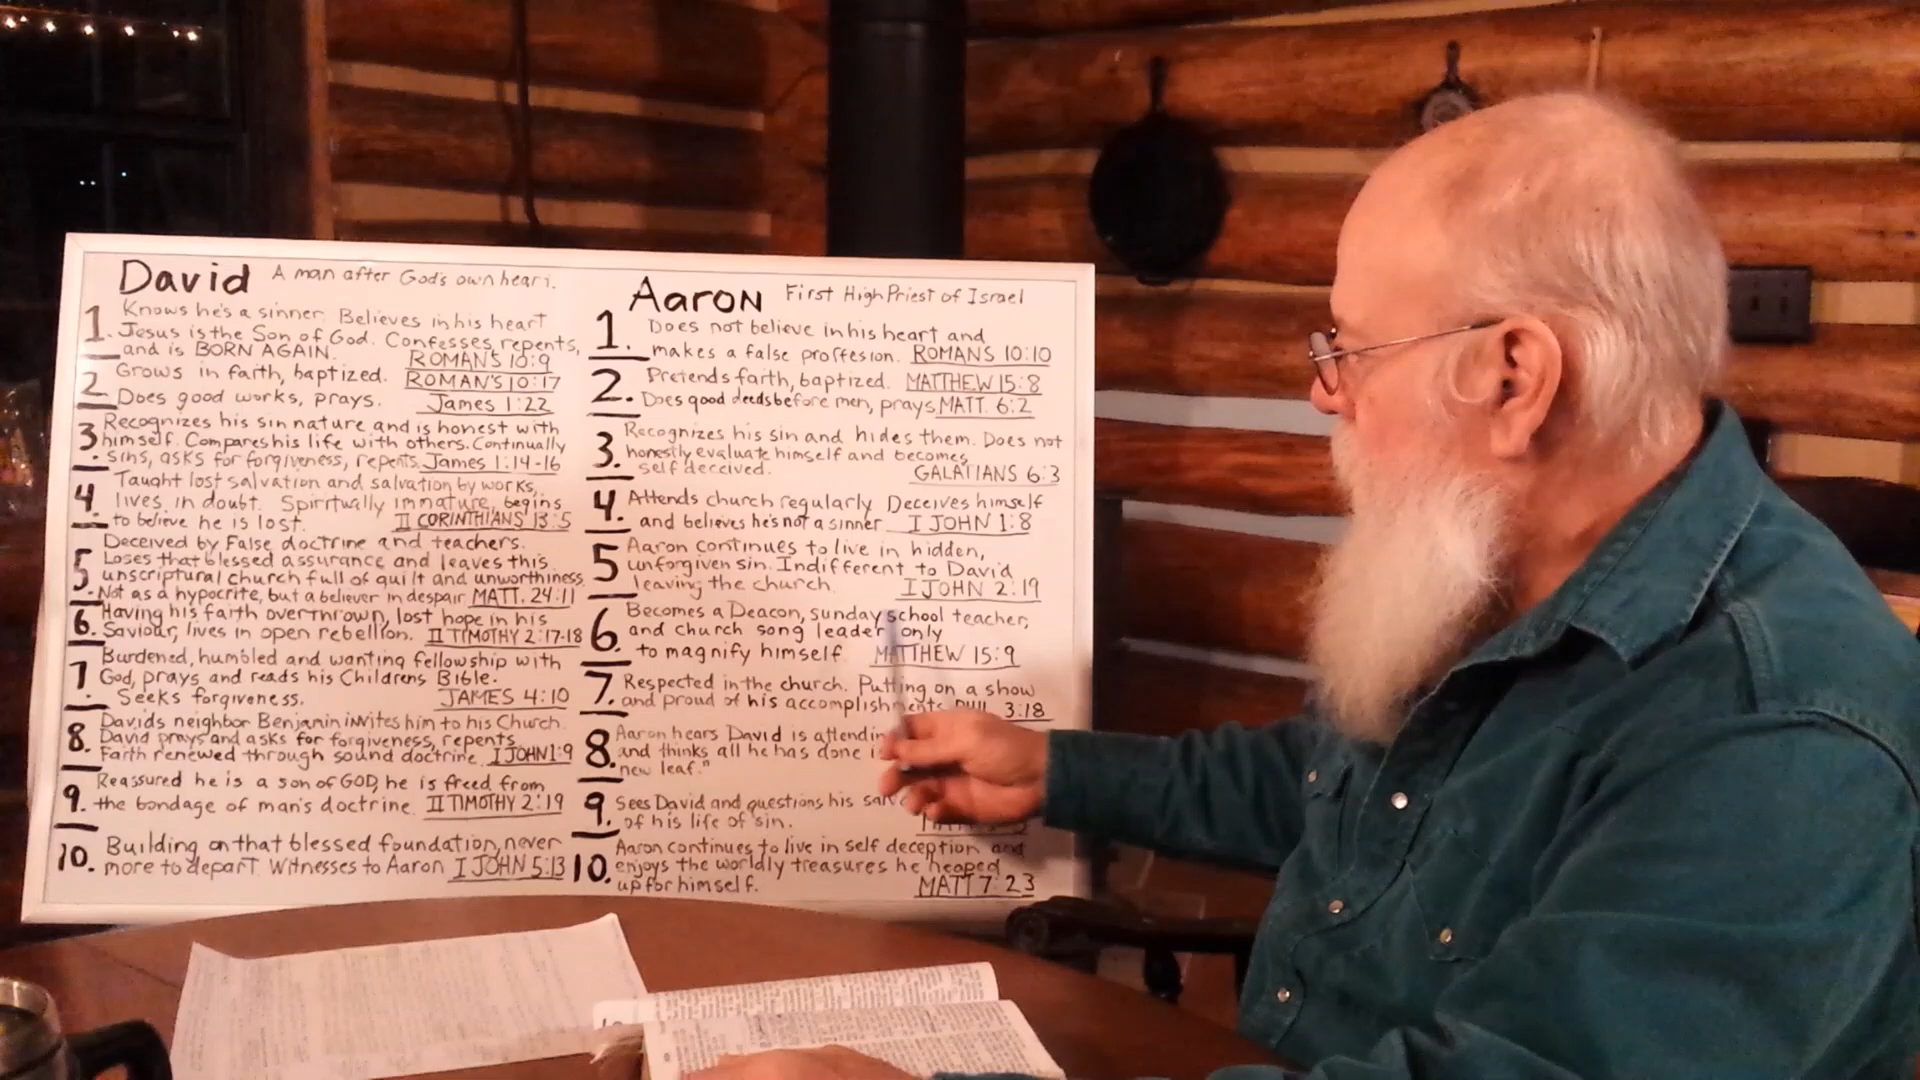 David A man after God's own heart.
1. Knows he's a sinner. Believes in his heart
Jesus is the Son of God. Confesses, repents,
and is BORN AGAIN. ROMANS 10:9
2 Grows in faith, baptized. ROMAN'S 10:17
Does good works, prays. James 1:22
3. Recognizes his sin nature and is honest with
himself. Compares his life with others. Continually
sins, asks for forgiveness, repents. James 1:14-16
4. Taught lost salvation and salvation by works,
lives in doubt. Spiritually immature, begins
to believe he is lost. II CORINTHIANS 13:5
5. Deceived by False doctrine and teachers.
Loses that blessed assurance and leaves this
unscriptural church full of guilt and unworthiness.
Not as a hypocrite, but a believer in despair MATT. 24:11
6. Having his faith overthrown, lost hope in his
Saviour, lives in open rebellion. II TIMOTHY 2:17-18
7. Burdened, humbled and wanting fellowship with
God, prays and reads his Childrens Bible.
Seeks forgiveness. JAMES 4:10
8. Davids neighbor Benjamin invites him to his Church.
David prays and asks for forgiveness, repents
Faith renewed through sound doctrine. I JOHN 1:9
9. Reassured he is a son of GOD, he is freed from
the bondage of man's doctrine. II TIMOTHY 2:19
10. Building on that blessed foundation, never
more to depart. Witnesses to Aaron I JOHN 5:13
Aaron First High Priest of Israel
1. Does not believe in his heart and
makes a false proffesion. ROMANS 10:10
2. Pretends faith, baptized. MATTHEW 15:8
Does good deeds before men, prays MATT. 6:2
3. Recognizes his sin and hides them. Does not
honestly evaluate himself and becomes
self deceived. GALATIANS 6:3
4. Attends church regularly Deceives himself
and believes he's not a sinner I JOHN 1:8
5 Aaron continues to live in hidden,
unforgiven sin. Indifferent to David
leaving the church. I JOHN 2:19
6 Becomes a Deacon, sunday school teacher,
and church song leader only
to magnify himself MATTHEW 15:9
7. Respected in the church. Putting on a show
and proud of his accomplishments 3:18
8. Aaron hears David is
and thinks all he has done
new leaf."
9. Sees David and questions his
of his life of sin.
10. Aaron continues to live in self deception and
enjoys the worldly treasures he heaped
up for himself. MATT 7:23